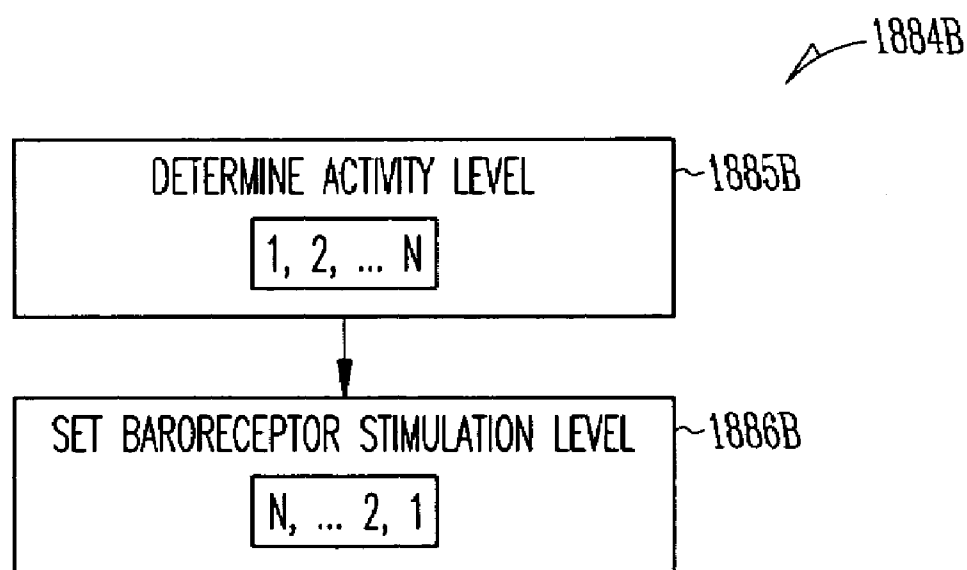 1884B
DETERMINE ACTIVITY LEVEL
1885B
1, 2, ... N
SET BARORECEPTOR STIMULATION LEVEL
1886B
N, ... 2, 1